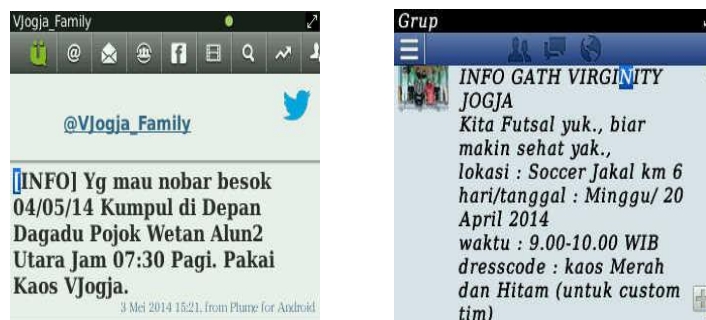 VJogja_Family
@VJogja_Family
[INFO] Yg mau nobar besok
04/05/14 Kumpul di Depan
Dagadu Pojok Wetan Alun2
Utara Jam 07:30 Pagi. Pakai
Kaos VJogja.
3 Mei 2014 15:21, from Plume for Android
Grup
INFO GATH VIRGINITY
JOGJA
Kita Futsal yuk., biar
makin sehat yak.,
lokasi : Soccer Jakal km 6
hari/tanggal : Minggu/ 20
April 2014
waktu : 9.00-10.00 WIB
dresscode : kaos Merah
dan Hitam (untuk custom
tim)